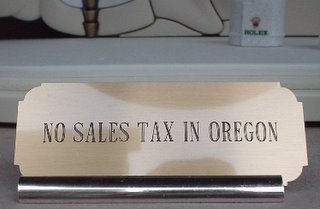 ROLEX
NO SALES TAX IN OREGON